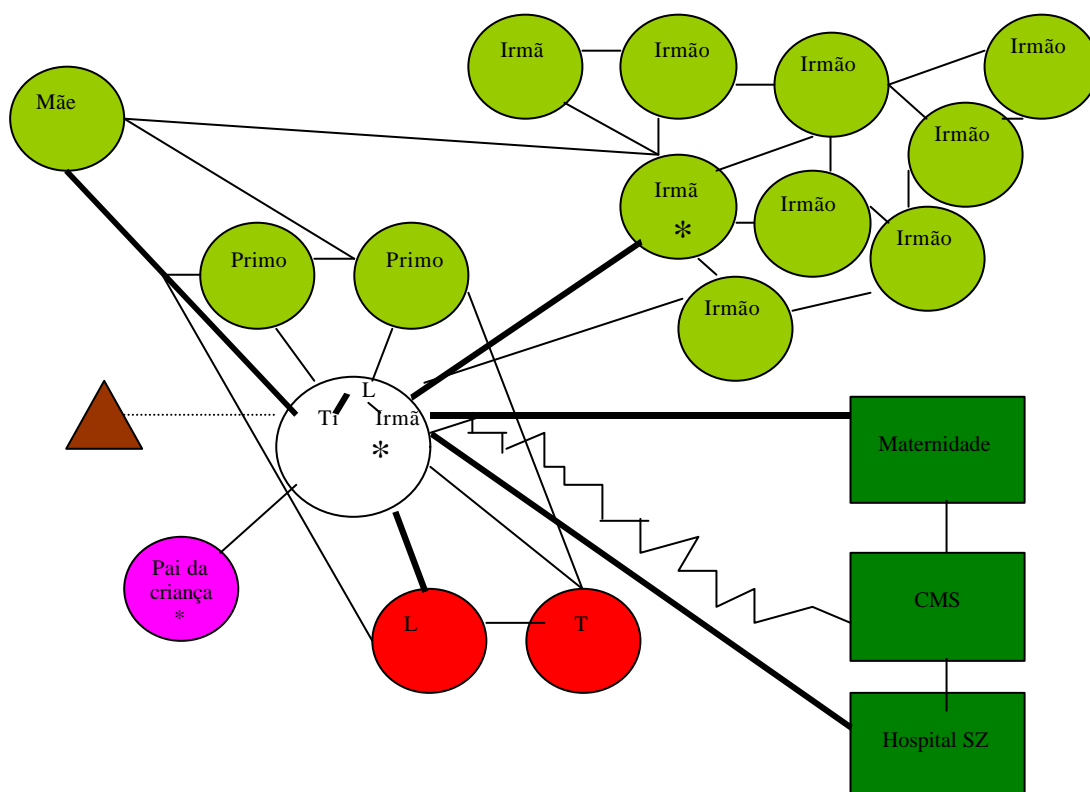 Irmã
Irmão
Irmão
Irmão
Mãe
Irmão
Irmã
*
Irmão
Irmão
Primo
Primo
Irmão
L
Ti
Irmã
*
Maternidade
Pai da
criança
*
L
T
CMS
Hospital SZ